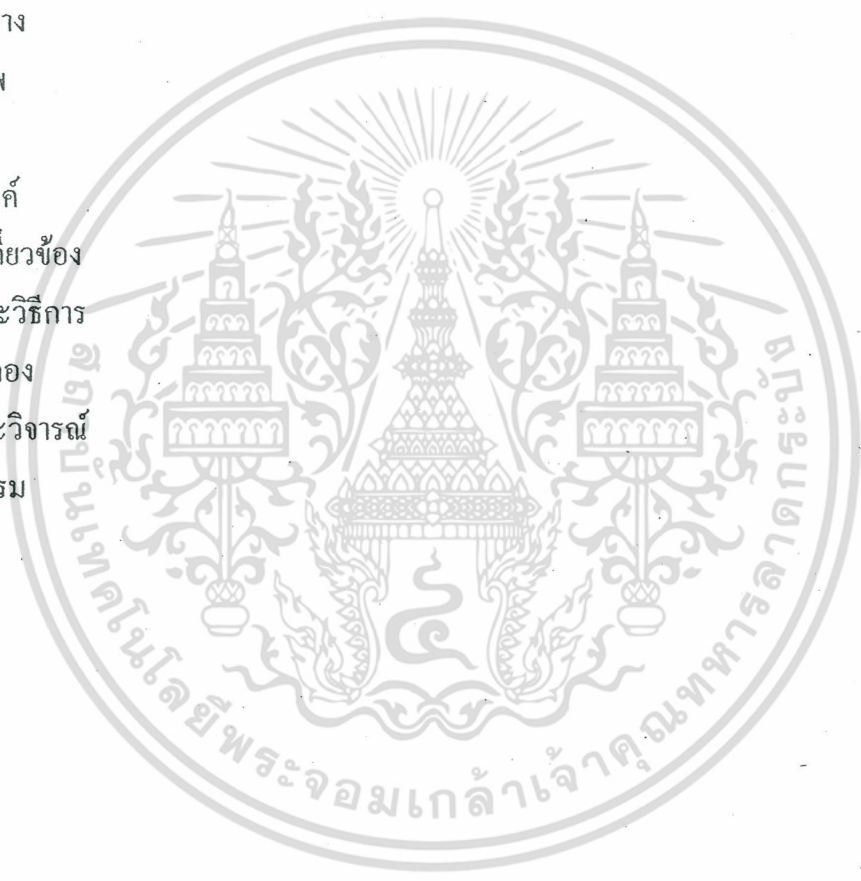 าง
พ
ค์
ี่ยวข้อง
ะวิธีการ
อง
ะวิจารณ์
รม
สถาบันเทคโนโลยีพระจอมเกล้าเจ้าคุณทหารลาดกระบัง
๔